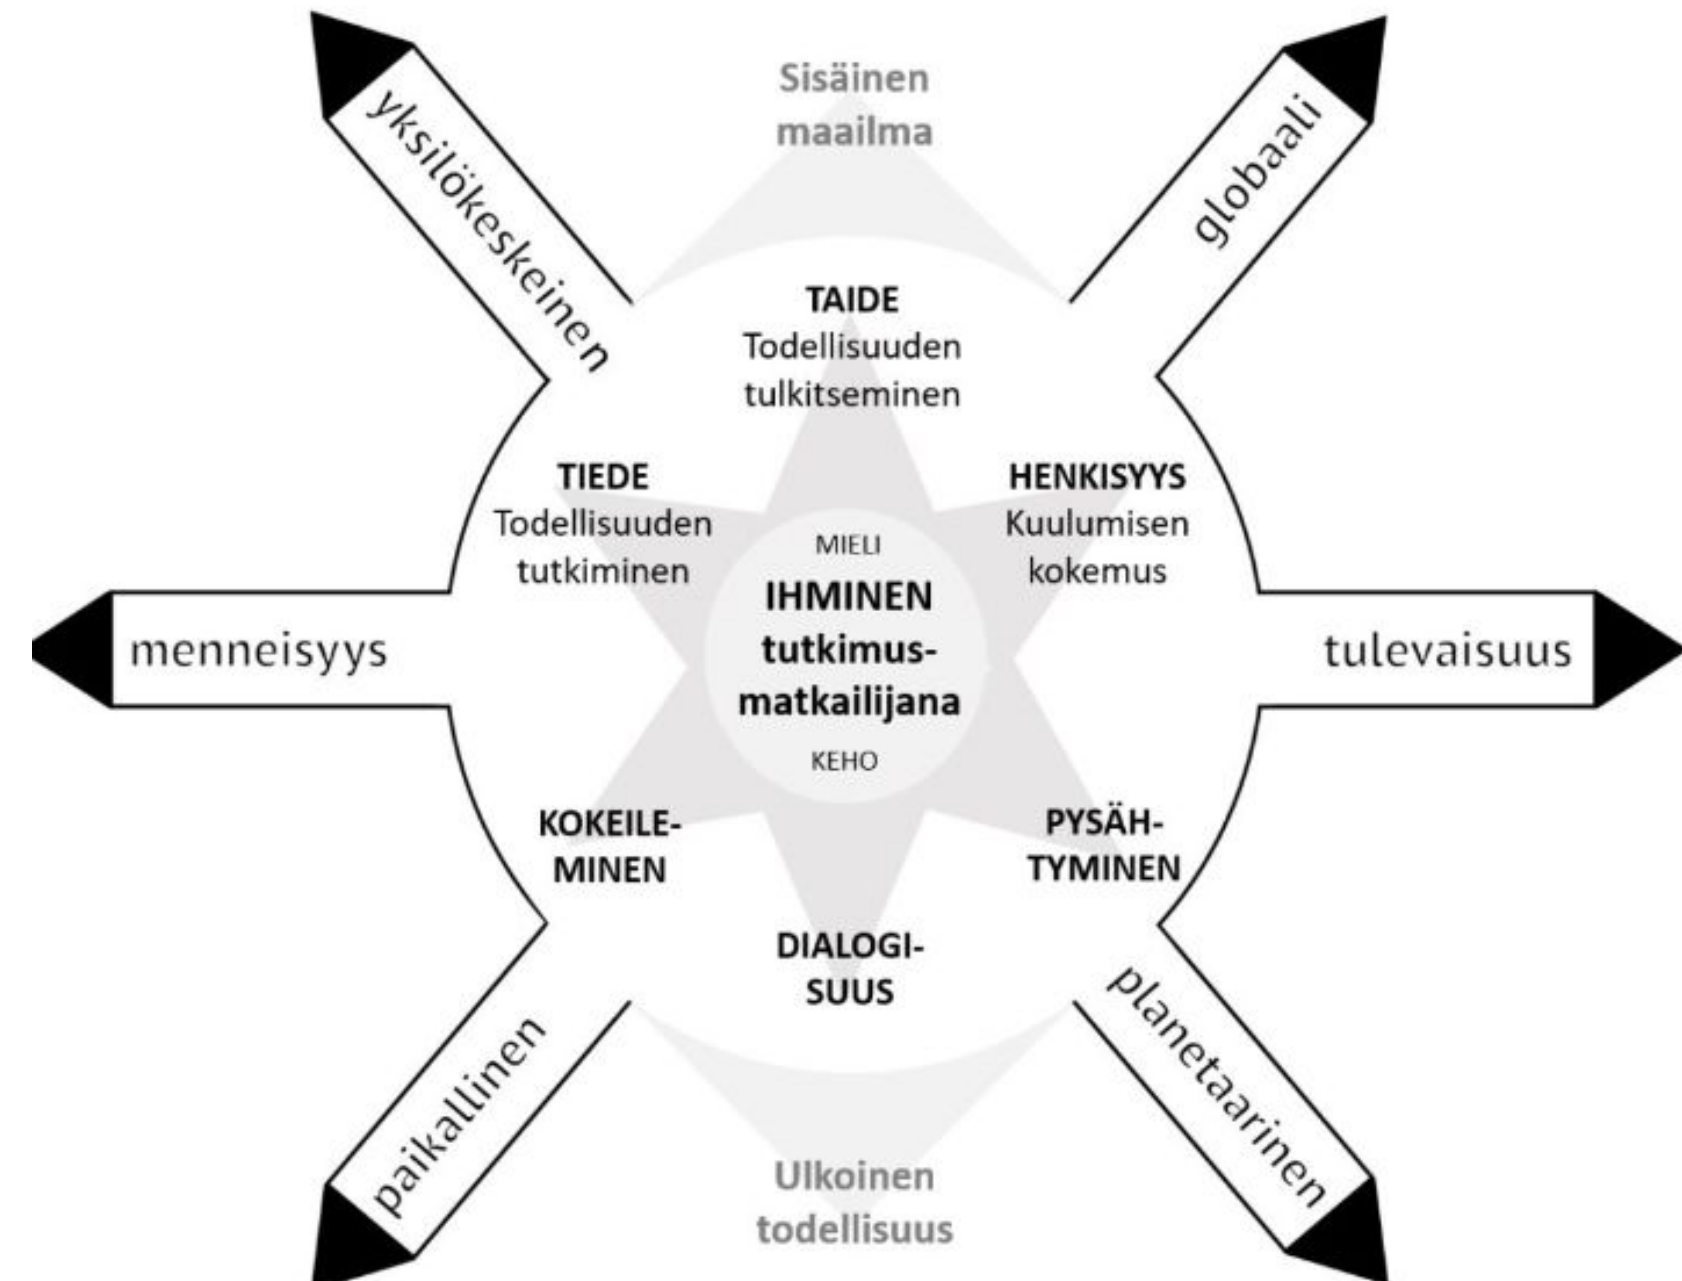 Sisäinen
maailma
yksilökeskeinen
globaali
TAIDE
Todellisuuden
tulkitseminen
TIEDE
Todellisuuden
tutkiminen
HENKISYYS
Kuulumisen
kokemus
MIELI
IHMINEN
tutkimus-
matkailijana
KEHO
menneisyys
tulevaisuus
KOKEILE-
MINEN
PYSÄH-
TYMINEN
DIALOGI-
SUUS
paikallinen
planetaarinen
Ulkoinen
todellisuus